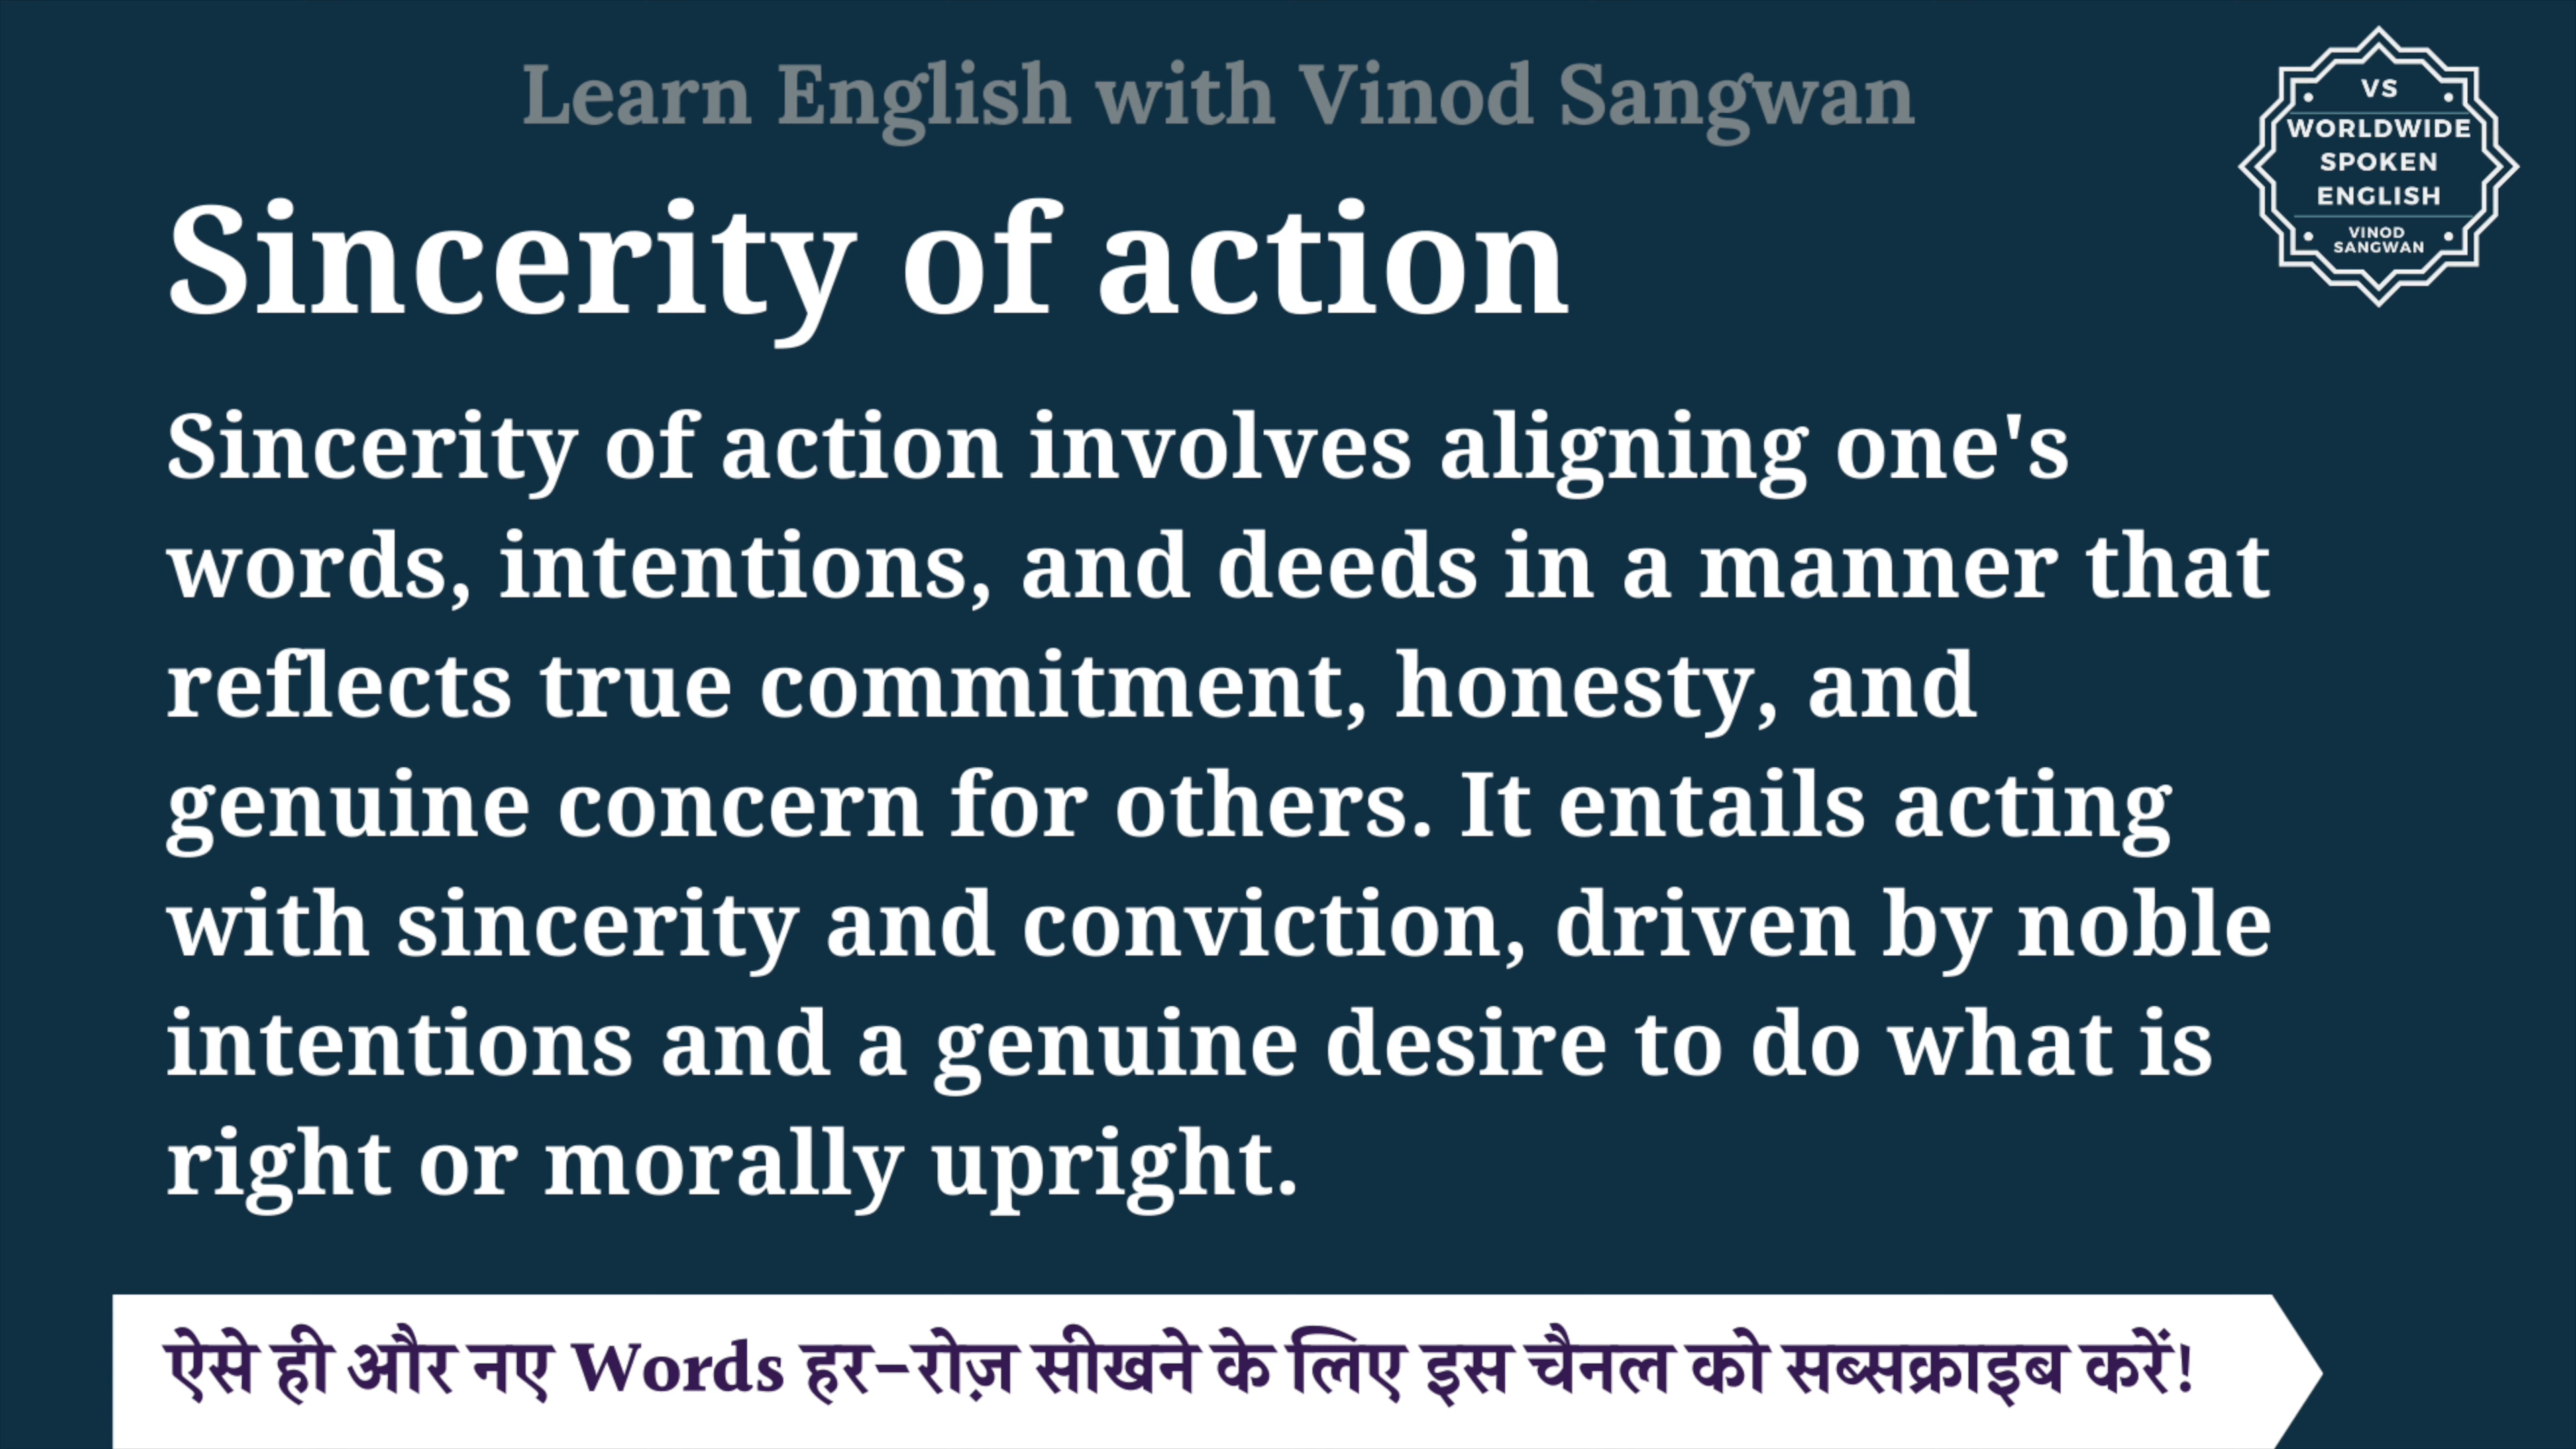 Learn English with Vinod Sangwan
VS
WORLDWIDE
SPOKEN
ENGLISH
VINOD
SANGWAN
Sincerity of action
Sincerity of action involves aligning one's
words, intentions, and deeds in a manner that
reflects true commitment, honesty, and
genuine concern for others. It entails acting
with sincerity and conviction, driven by noble
intentions and a genuine desire to do what is
right or morally upright.
ऐसे ही और नए Words हर-रोज़ सीखने के लिए इस चैनल को सब्सक्राइब करें!